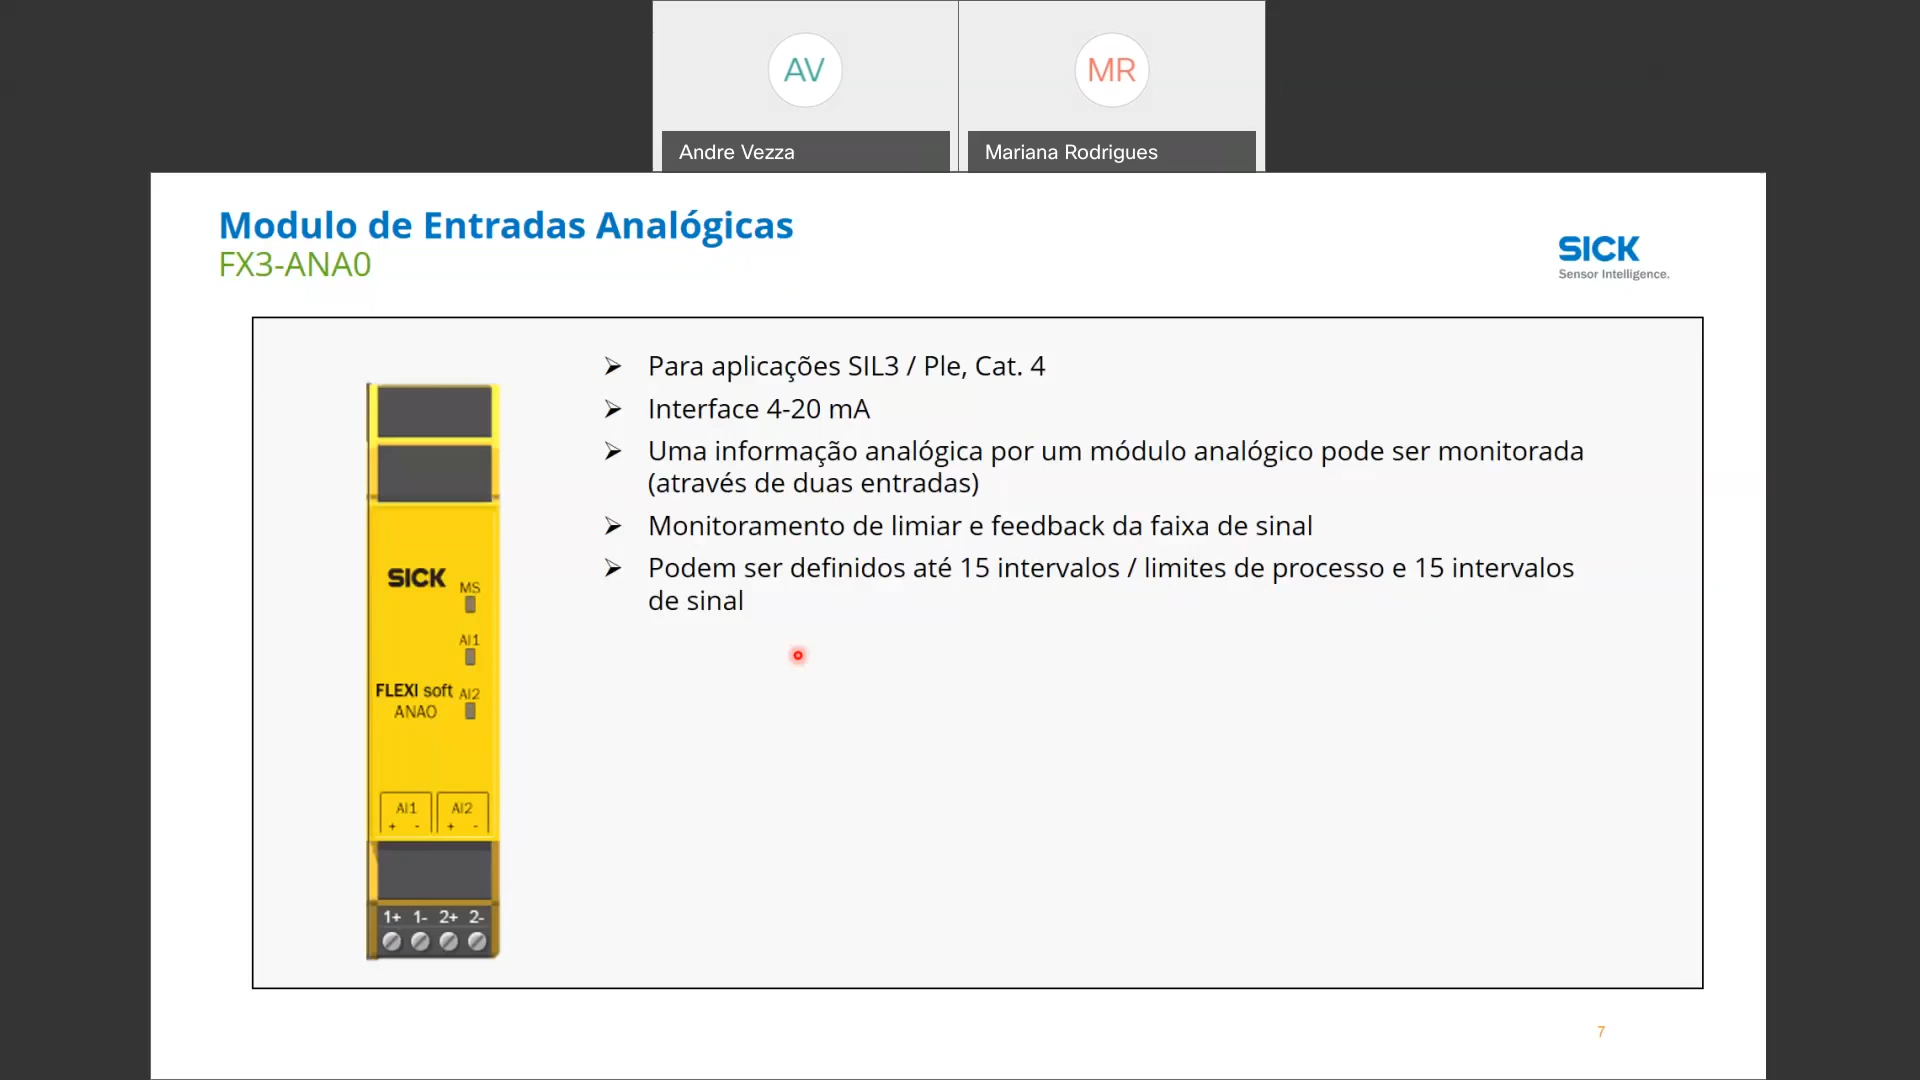 AV
MR
Andre Vezza
Mariana Rodrigues
Modulo de Entradas Analógicas
FX3-ANA0
SICK
Sensor Intelligence.
➢ Para aplicações SIL3 / Ple, Cat. 4
➢ Interface 4-20 mA
➢ Uma informação analógica por um módulo analógico pode ser monitorada
(através de duas entradas)
➢ Monitoramento de limiar e feedback da faixa de sinal
➢ Podem ser definidos até 15 intervalos / limites de processo e 15 intervalos
de sinal
SICK
MS
AI1
FLEXI soft AI2
ANA0
AI1 AI2
+ - + -
1+ 1- 2+ 2-
7